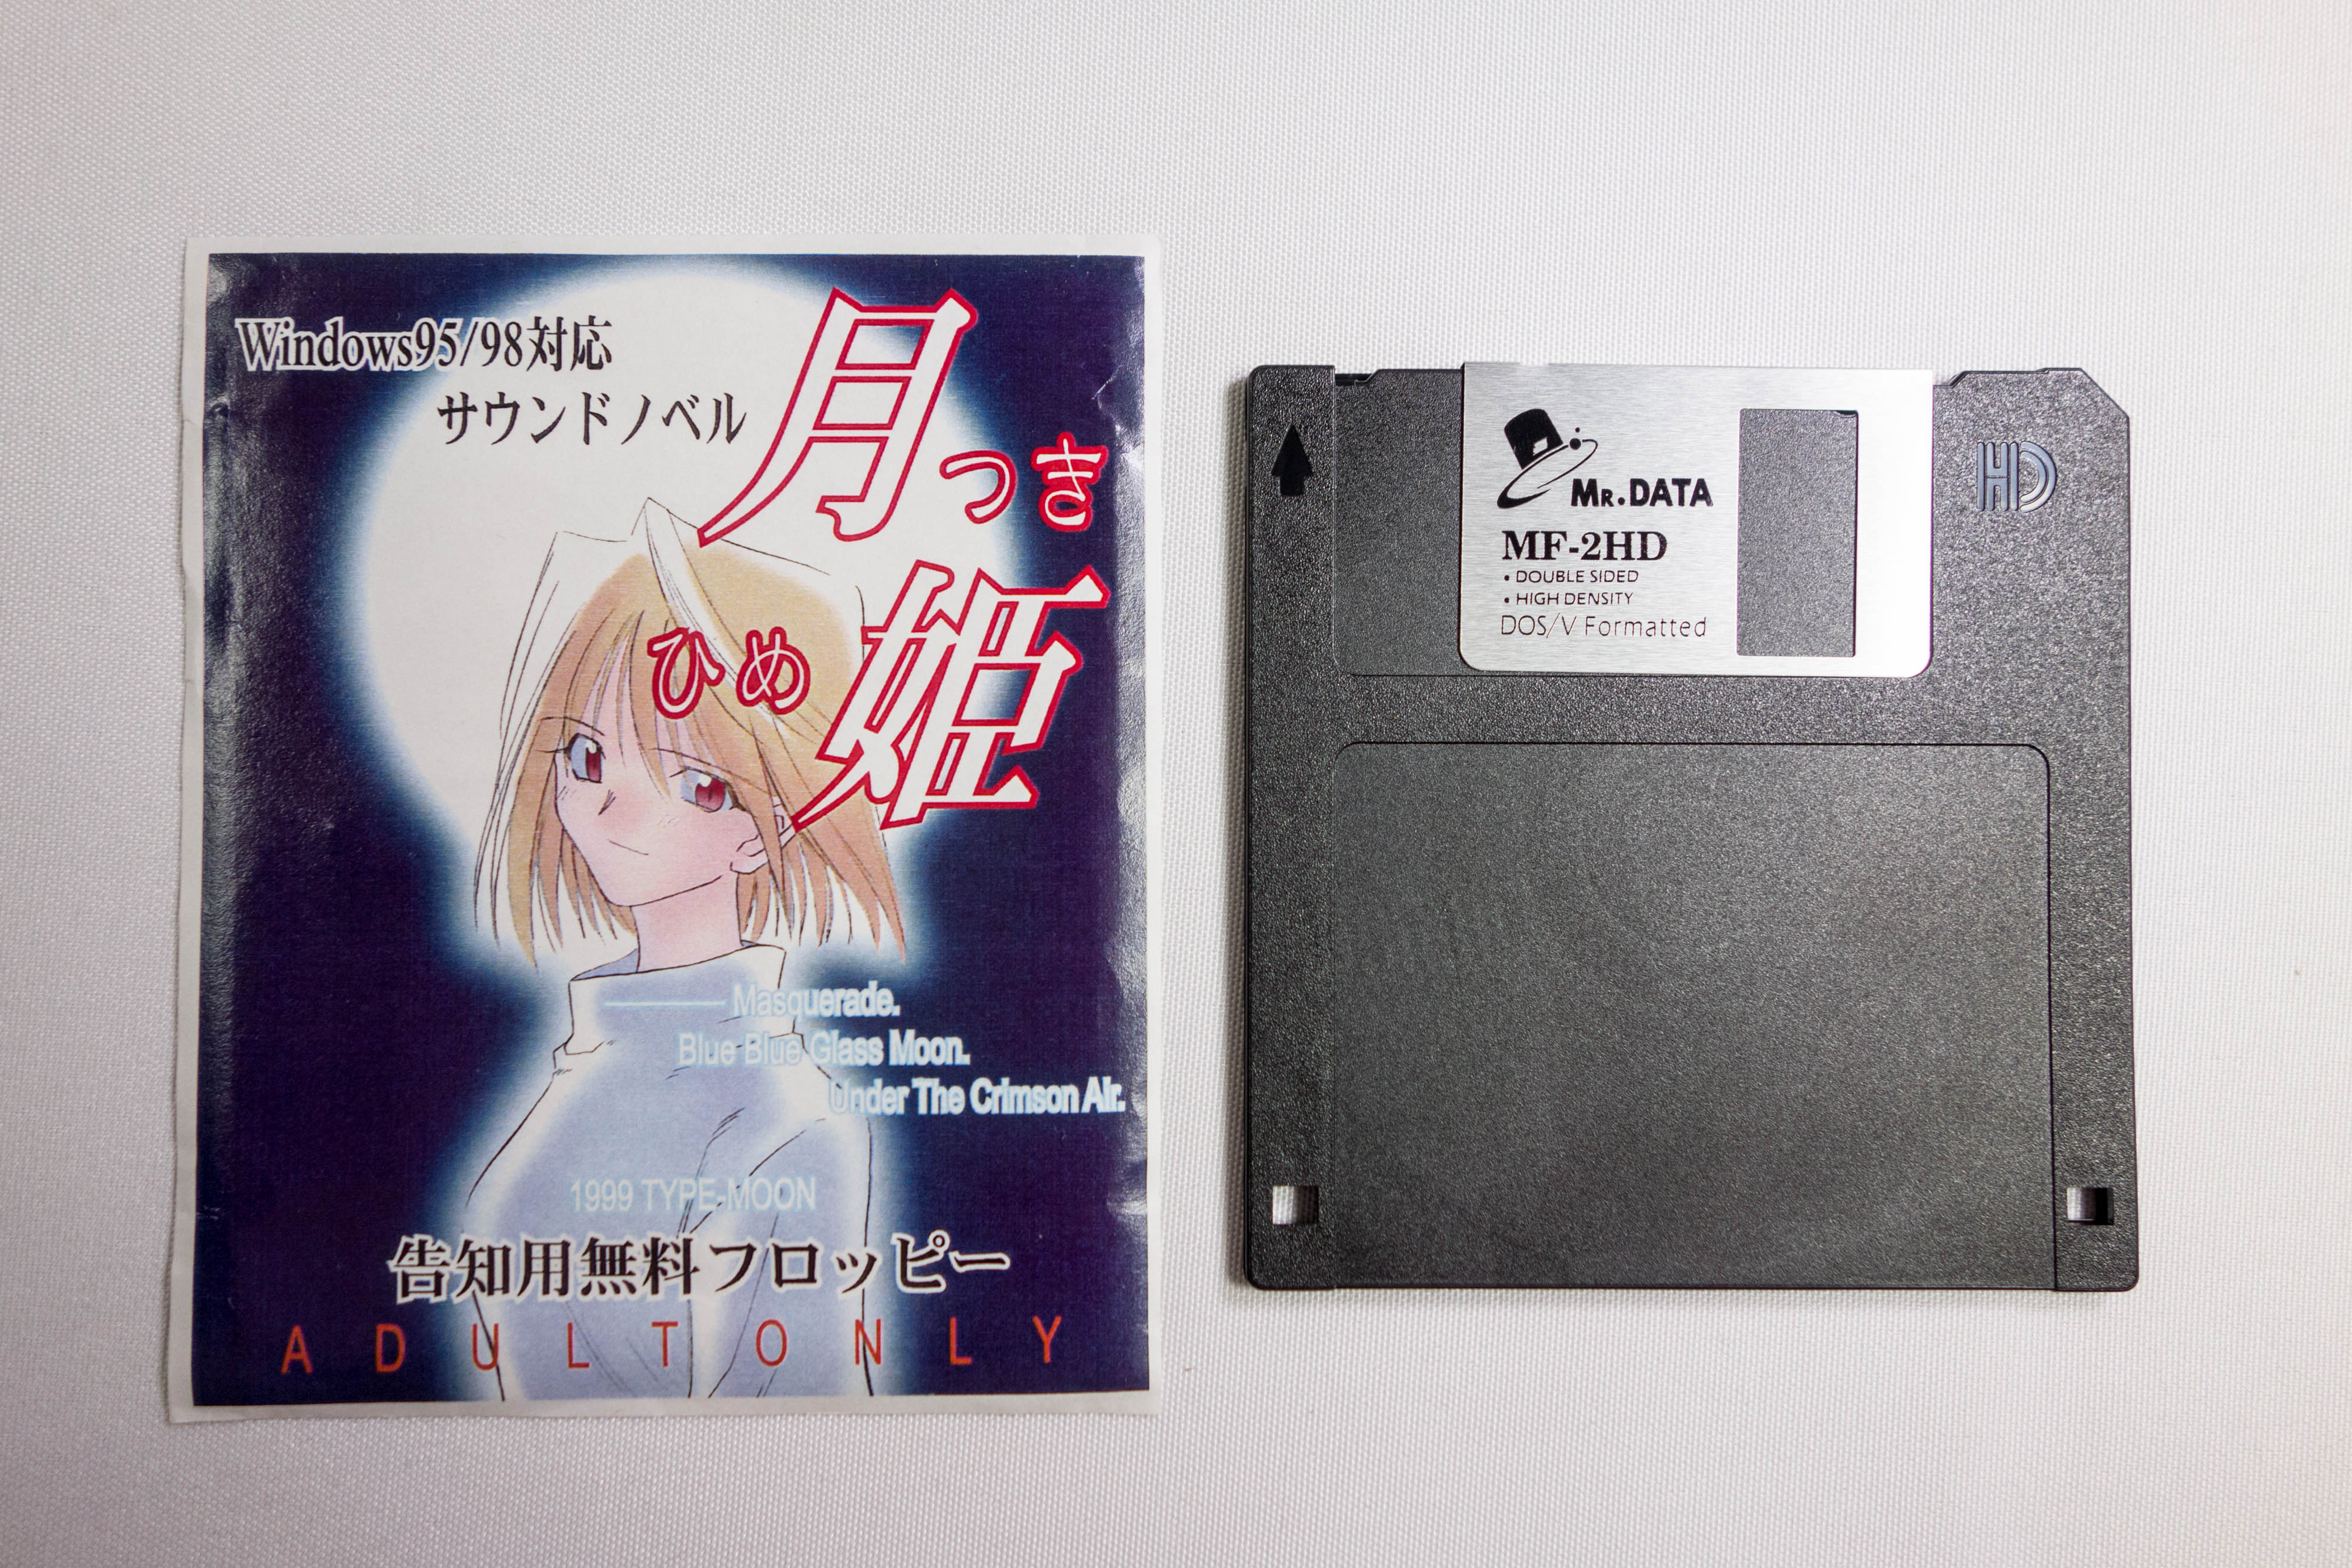 Windows95/98対応
サウンドノベル
月つき
ひめ姫
Masquerade.
Blue Blue Glass Moon.
Under The Crimson Air.
1999 TYPE-MOON
告知用無料フロッピー
ADULT ONLY
MR.DATA
MF-2HD
• DOUBLE SIDED
• HIGH DENSITY
DOS/V Formatted
HD